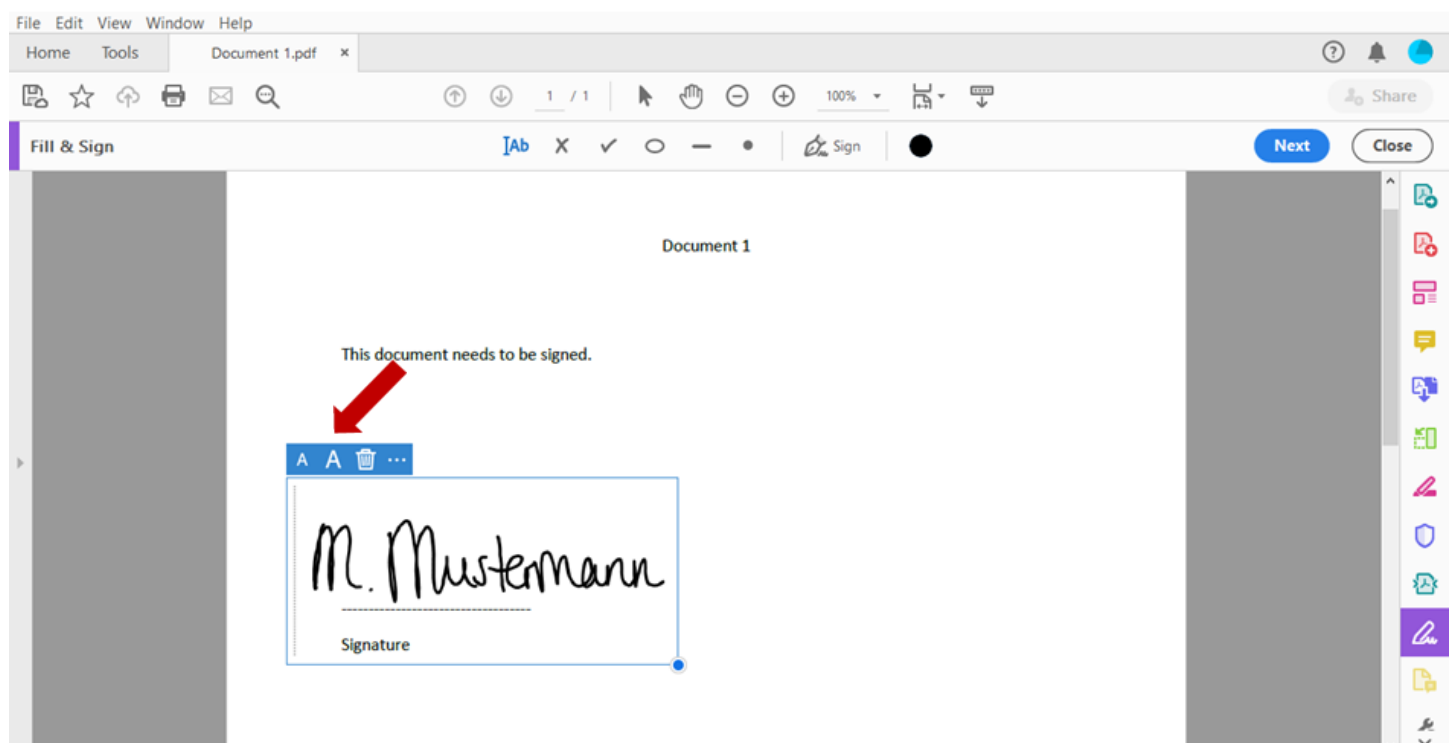 File Edit View Window Help
Home Tools Document 1.pdf ×
1 / 1 100% Share
Fill & Sign IAb X Sign Next Close
Document 1
This document needs to be signed.
A A ...
M. Mustermann
Signature